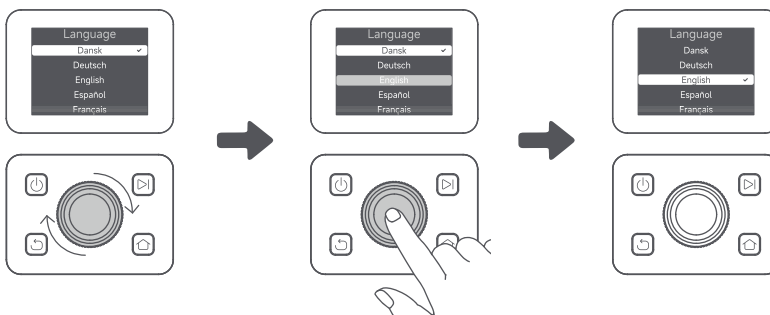 Language
Dansk
Deutsch
English
Español
Français
Language
Dansk
Deutsch
English
Español
Français
Language
Dansk
Deutsch
English
Español
Français